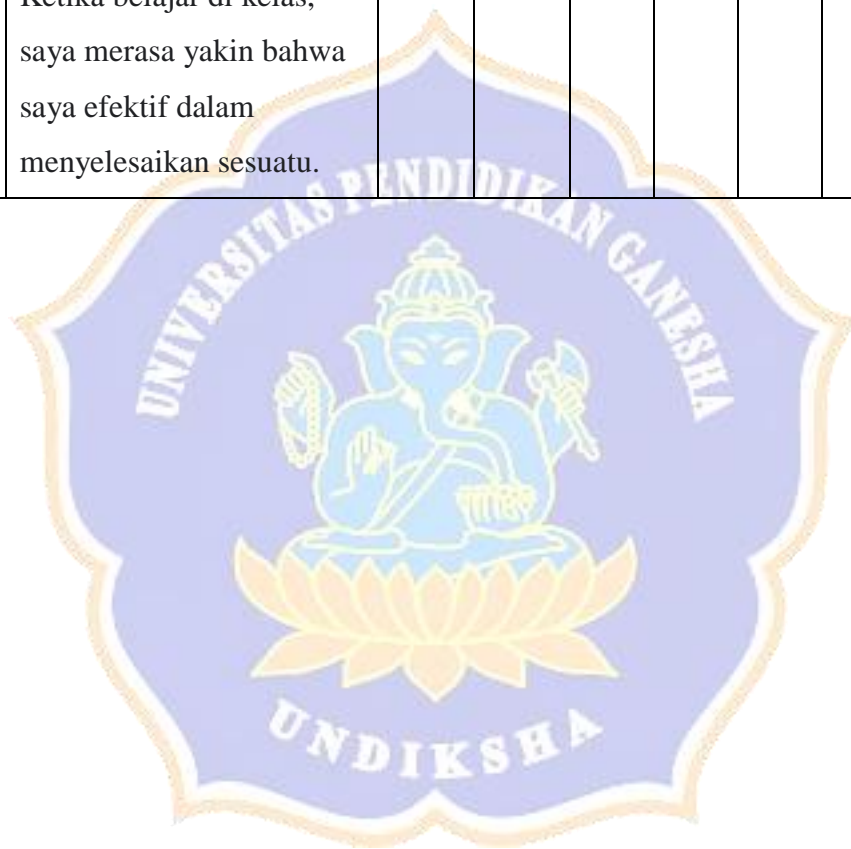 Ketika belajar di kelas,
saya merasa yakin bahwa
saya efektif dalam
menyelesaikan sesuatu.
UNIVERSITAS PENDIDIKAN GANESHA
UNDIKSHA